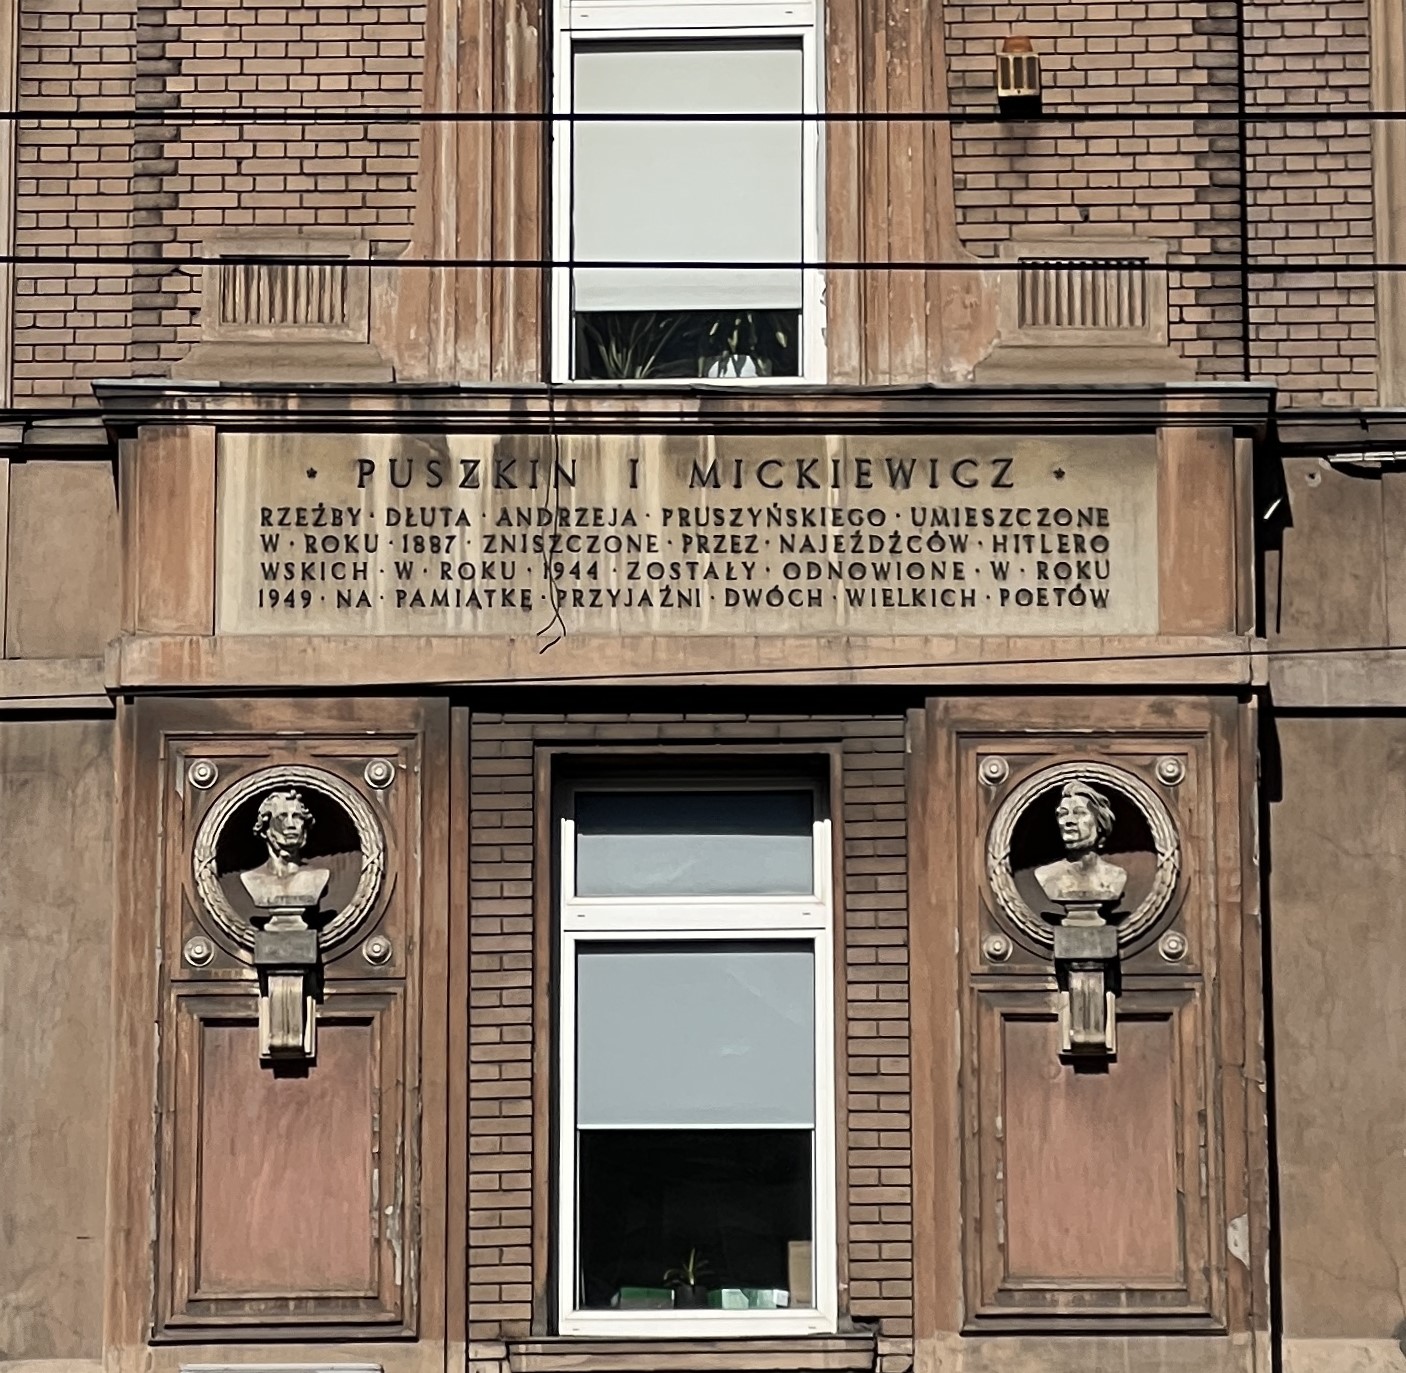 * PUSZKIN I MICKIEWICZ *
RZEŹBY · DŁUTA · ANDRZEJA · PRUSZYŃSKIEGO · UMIESZCZONE
W · ROKU · 1887 · ZNISZCZONE · PRZEZ · NAJEŹDŹCÓW · HITLERO
WSKICH · W · ROKU · 1944 · ZOSTAŁY · ODNOWIONE · W · ROKU
1949 · NA · PAMIĄTKĘ · PRZYJAŹNI · DWÓCH · WIELKICH · POETÓW